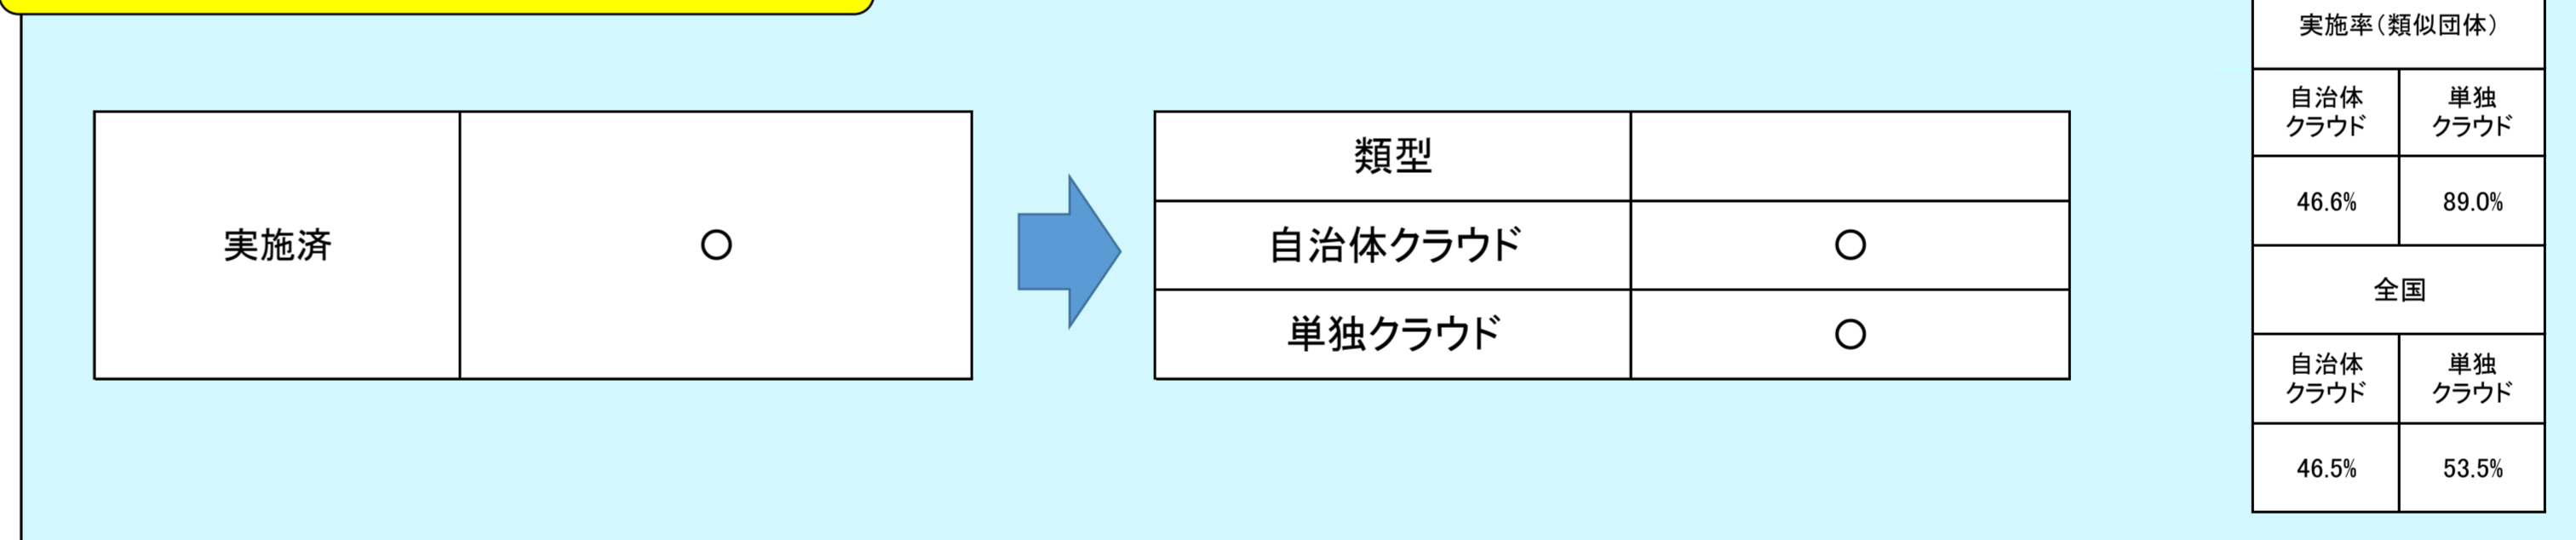 実施済 ○
類型
自治体クラウド ○
単独クラウド ○
実施率(類似団体)
自治体 単独
クラウド クラウド
46.6% 89.0%
全国
自治体 単独
クラウド クラウド
46.5% 53.5%